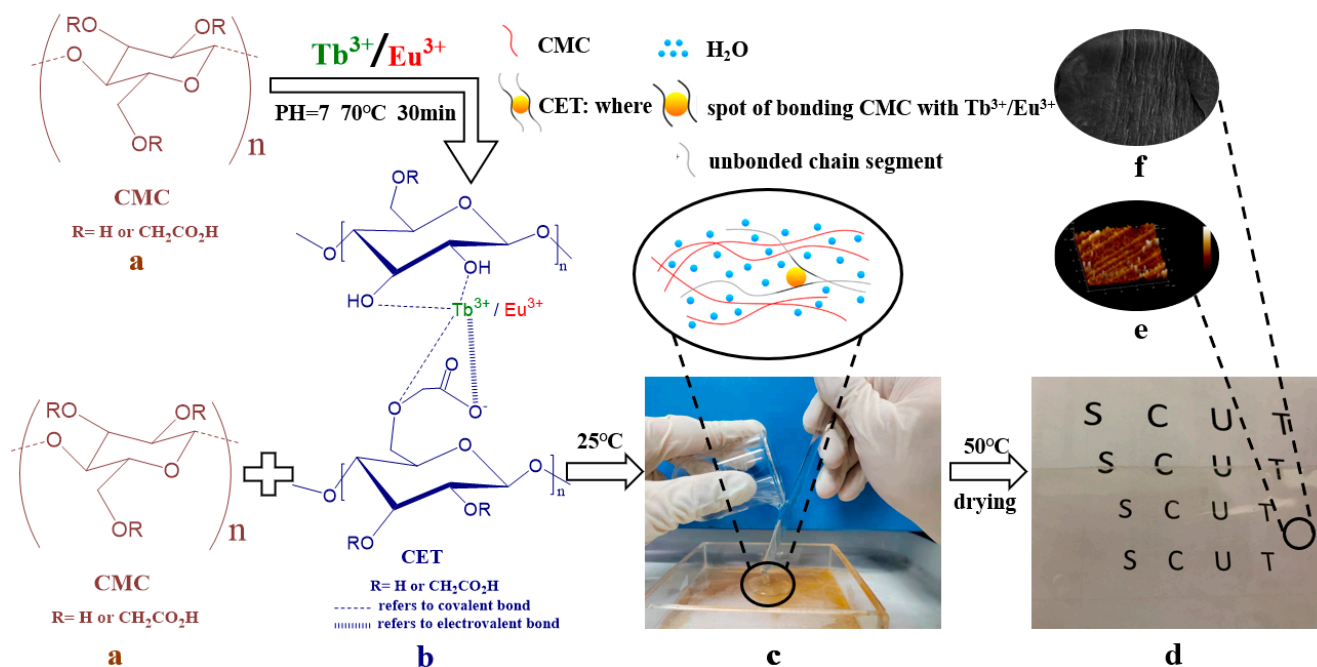 RO
OR
O
O
OR
n
CMC
R= H or CH₂CO₂H
a
Tb³⁺/Eu³⁺
PH=7 70℃ 30min
CMC
H₂O
CET: where
spot of bonding CMC with Tb³⁺/Eu³⁺
unbonded chain segment
OR
O
O
O
n
OH
HO
Tb³⁺ / Eu³⁺
O
O
O⁻
O
O
O
n
OR
RO
CET
R= H or CH₂CO₂H
refers to covalent bond
refers to electrovalent bond
b
RO
OR
O
O
OR
n
CMC
R= H or CH₂CO₂H
a
25℃
c
50℃
drying
f
e
S C U T
S C U T
S C U T
S C U T
d